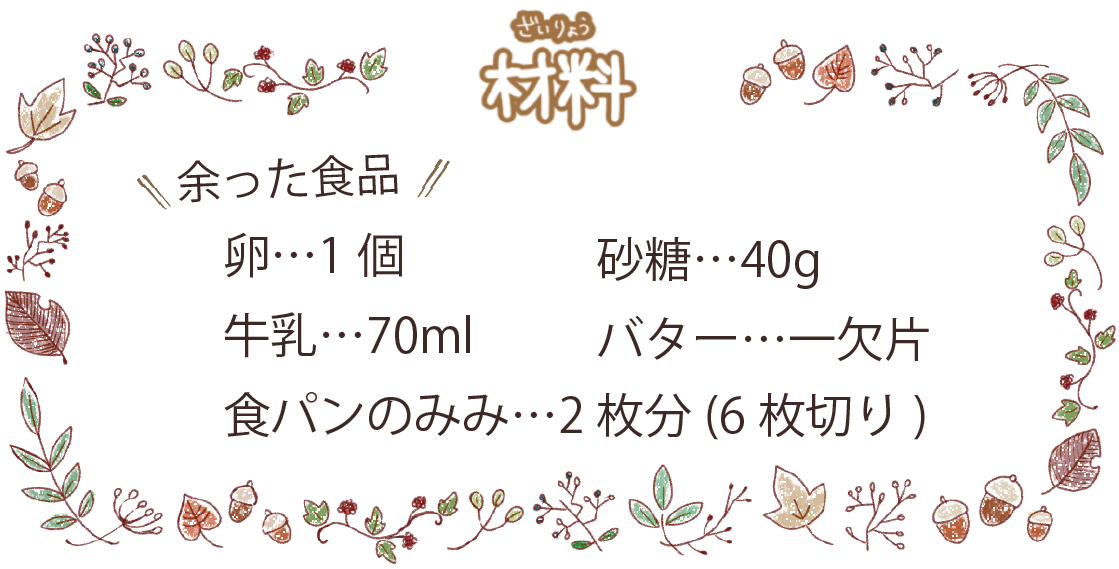 ざいりょう
材料
余った食品
卵…1 個
砂糖…40g
牛乳…70ml
バター…一欠片
食パンのみみ…2 枚分 (6 枚切り )